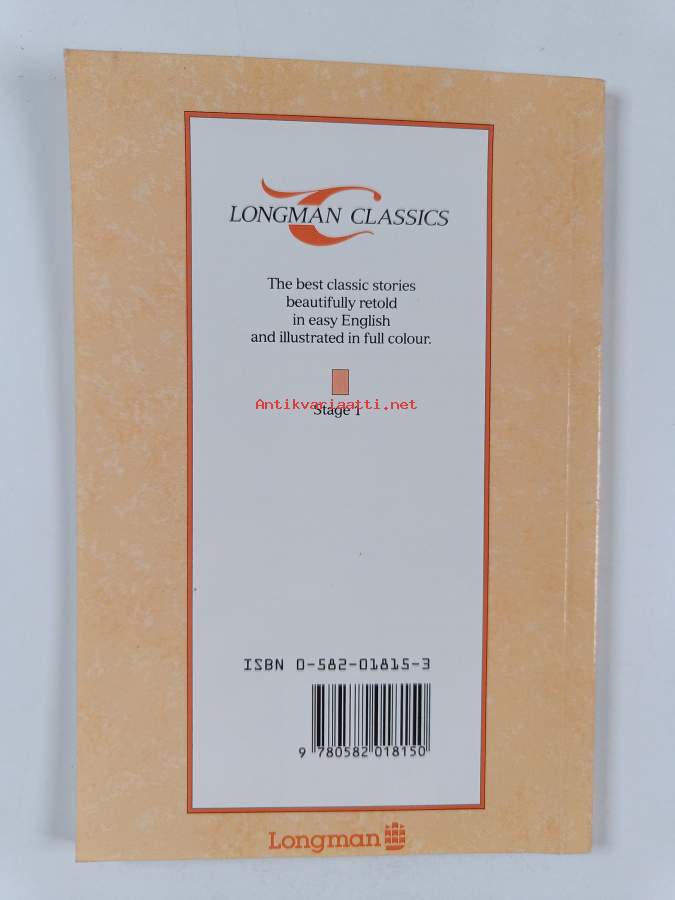 LONGMAN CLASSICS
The best classic stories
beautifully retold
in easy English
and illustrated in full colour.
Antikvariaatti.net
Stage 1
ISBN 0-582-01815-3
9 780582 018150
Longman